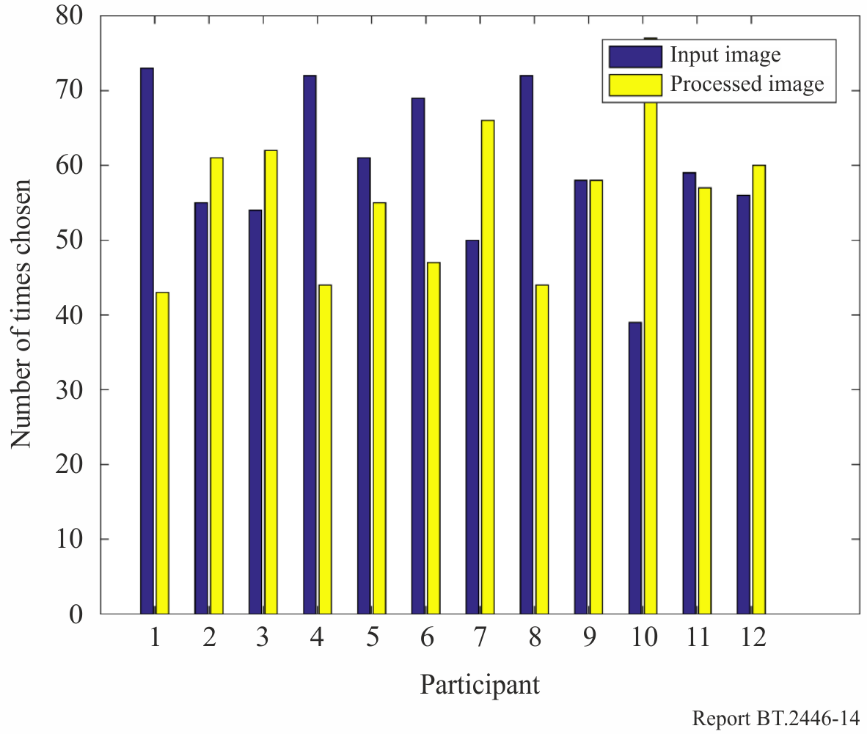 80
70
60
50
40
30
20
10
0
Number of times chosen
Input image
Processed image
1 2 3 4 5 6 7 8 9 10 11 12
Participant
Report BT.2446-14